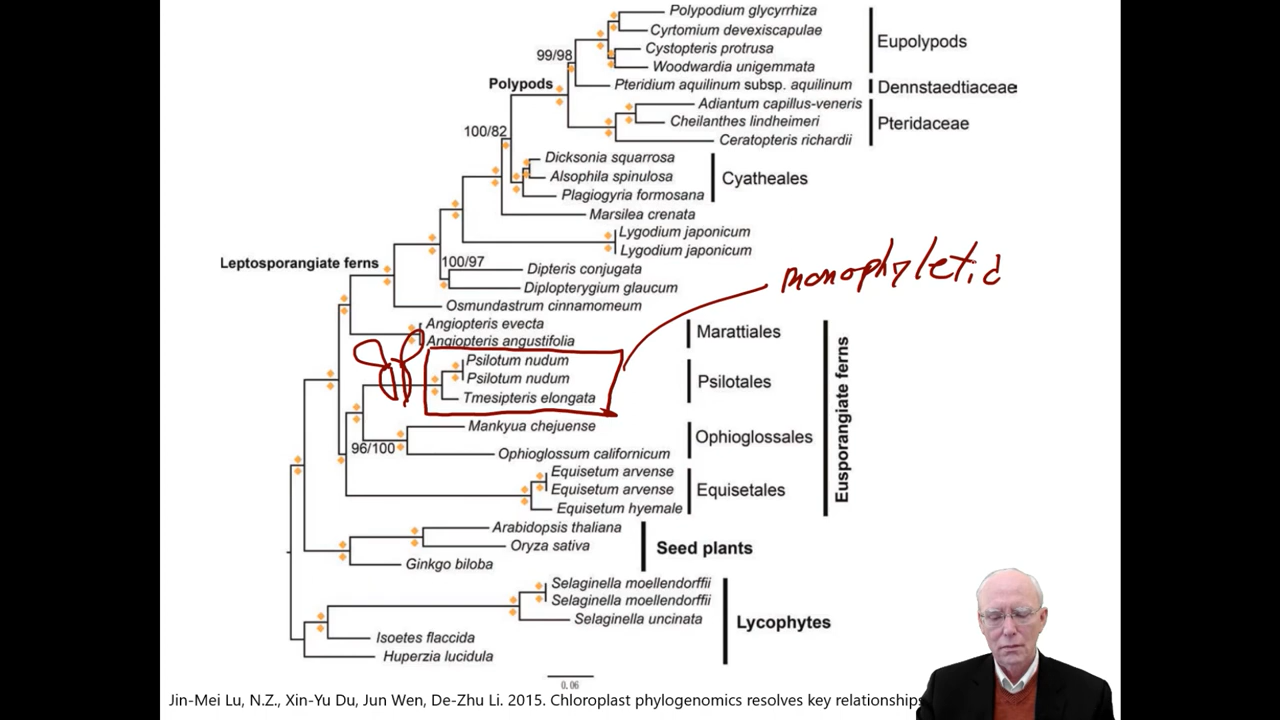 Polypodium glycyrrhiza
Cyrtomium devexiscapulae
Cystopteris protrusa
Woodwardia unigemmata
Eupolypods
99/98
Polypods
Pteridium aquilinum subsp. aquilinum
Dennstaedtiaceae
Adiantum capillus-veneris
Cheilanthes lindheimeri
Ceratopteris richardii
Pteridaceae
100/82
Dicksonia squarrosa
Alsophila spinulosa
Plagiogyria formosana
Cyatheales
Marsilea crenata
Lygodium japonicum
Lygodium japonicum
Leptosporangiate ferns
100/97
Dipteris conjugata
Diplopterygium glaucum
monophyletic
Osmundastrum cinnamomeum
Angiopteris evecta
Angiopteris angustifolia
Marattiales
Psilotum nudum
Psilotum nudum
Tmesipteris elongata
Psilotales
Eusporangiate ferns
Mankyua chejuense
96/100
Ophioglossum californicum
Ophioglossales
Equisetum arvense
Equisetum arvense
Equisetum hyemale
Equisetales
Arabidopsis thaliana
Oryza sativa
Ginkgo biloba
Seed plants
Selaginella moellendorffii
Selaginella moellendorffii
Selaginella uncinata
Lycophytes
Isoetes flaccida
Huperzia lucidula
0.06
Jin-Mei Lu, N.Z., Xin-Yu Du, Jun Wen, De-Zhu Li. 2015. Chloroplast phylogenomics resolves key relationships